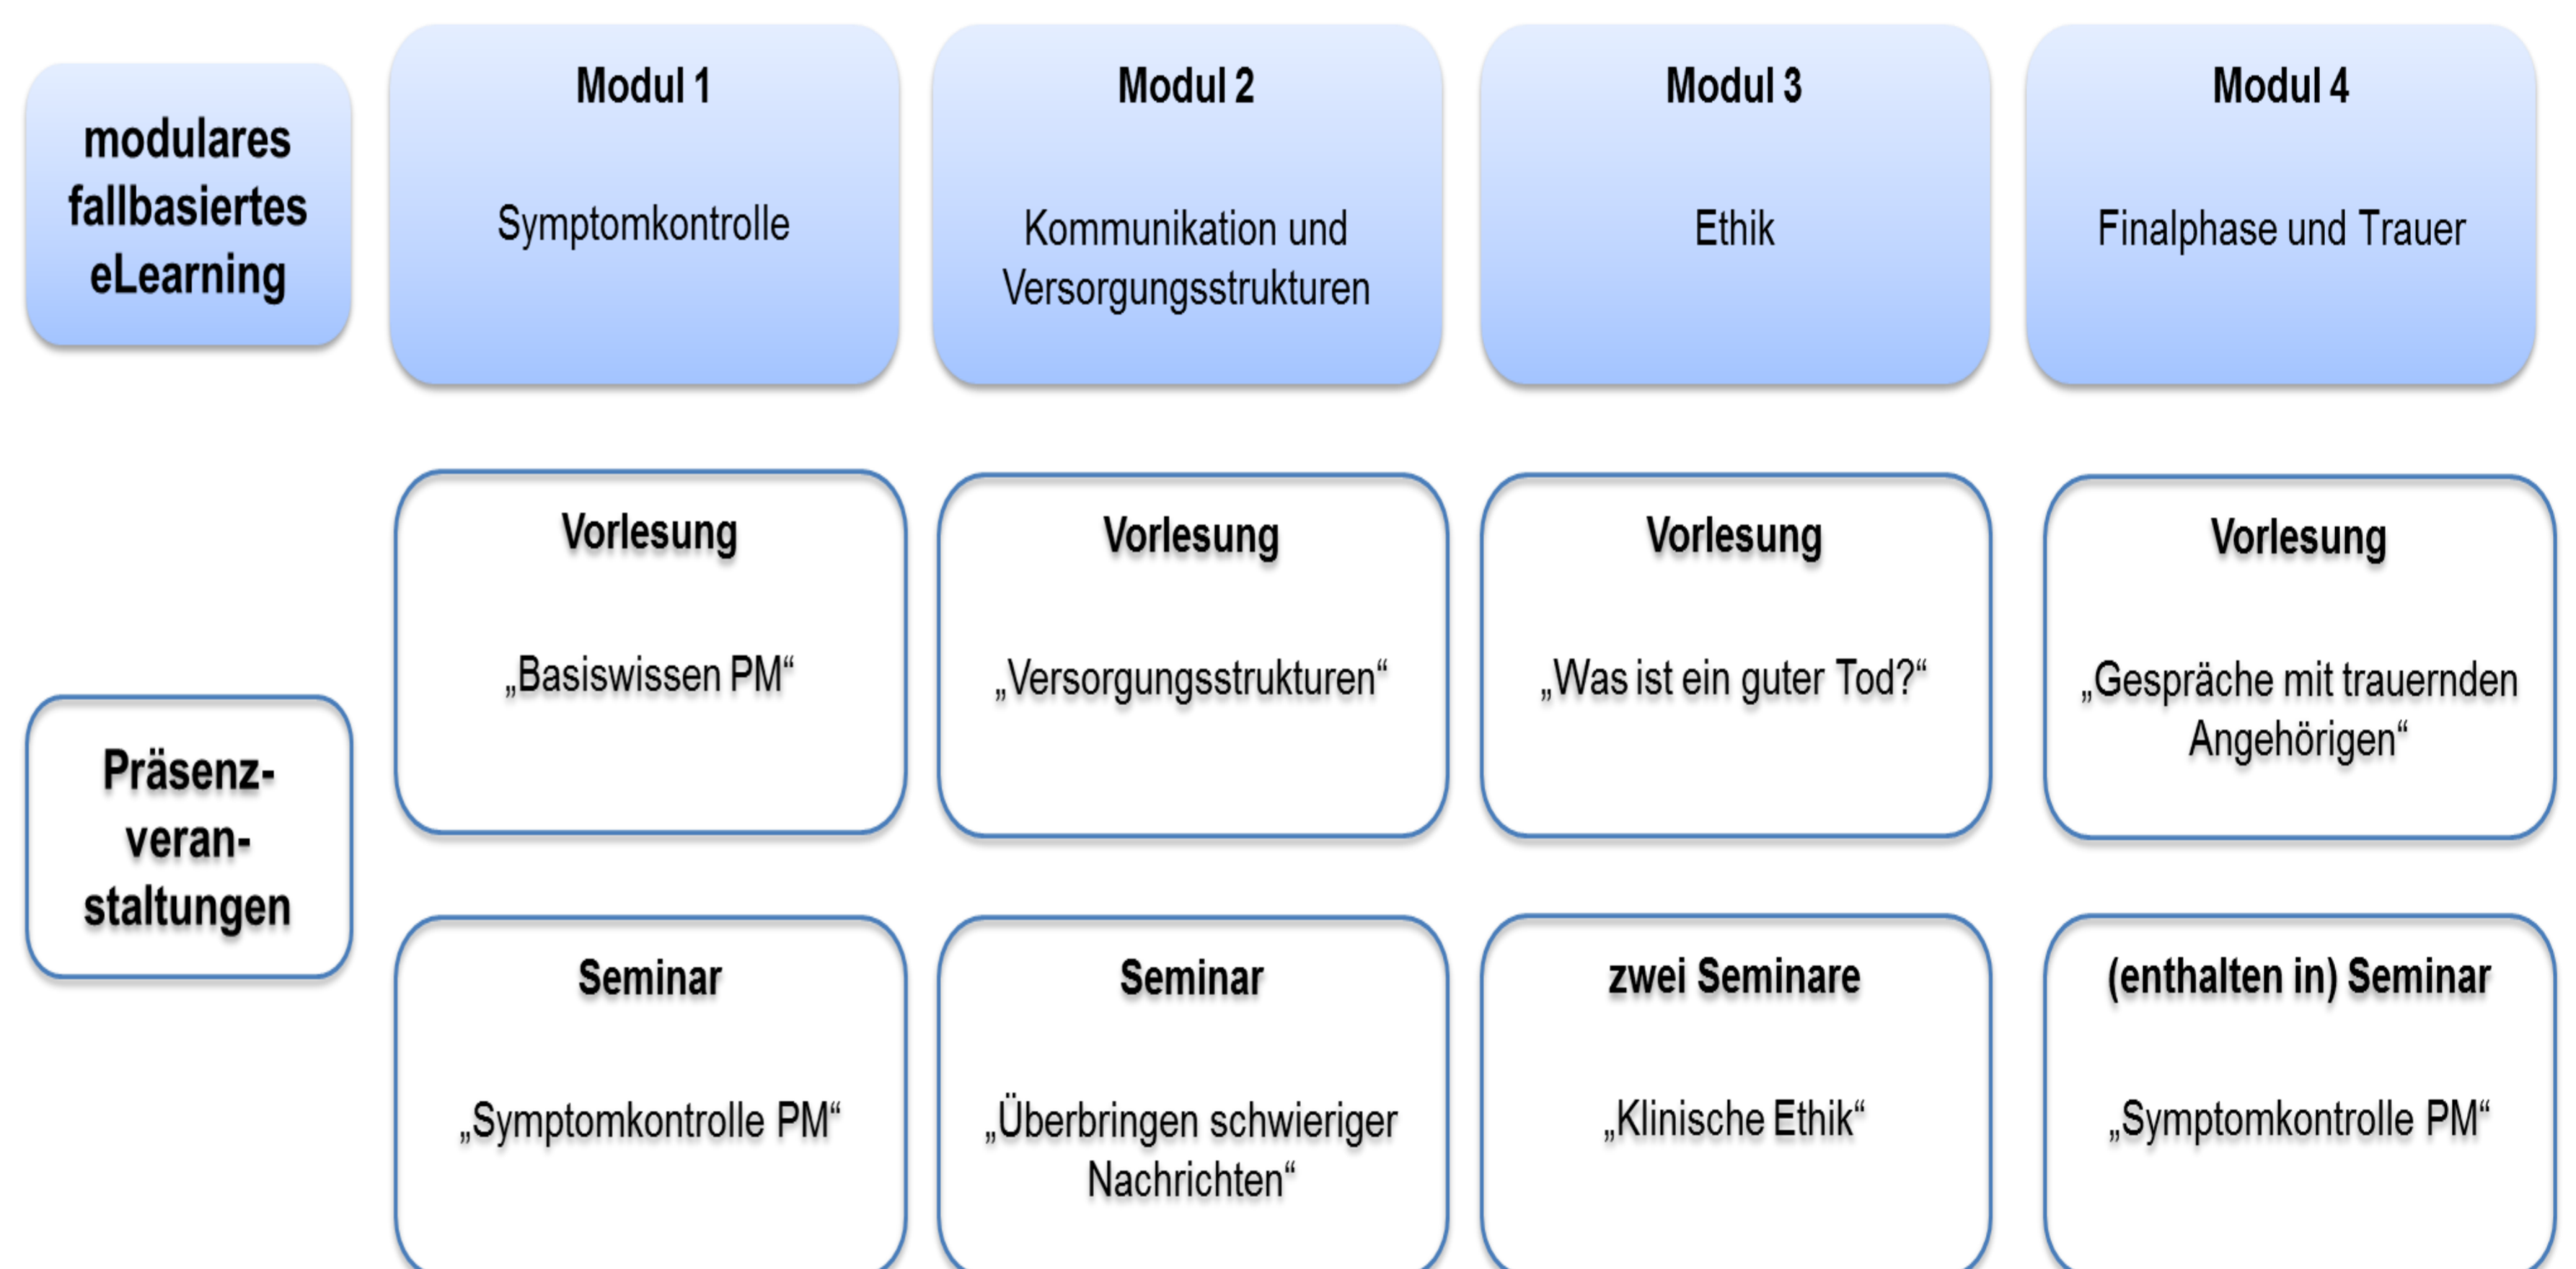 modulares
fallbasiertes
eLearning
Modul 1
Symptomkontrolle
Modul 2
Kommunikation und
Versorgungsstrukturen
Modul 3
Ethik
Modul 4
Finalphase und Trauer
Präsenz-
veran-
staltungen
Vorlesung
„Basiswissen PM“
Vorlesung
„Versorgungsstrukturen“
Vorlesung
„Was ist ein guter Tod?“
Vorlesung
„Gespräche mit trauernden
Angehörigen“
Seminar
„Symptomkontrolle PM“
Seminar
„Überbringen schwieriger
Nachrichten“
zwei Seminare
„Klinische Ethik“
(enthalten in) Seminar
„Symptomkontrolle PM“